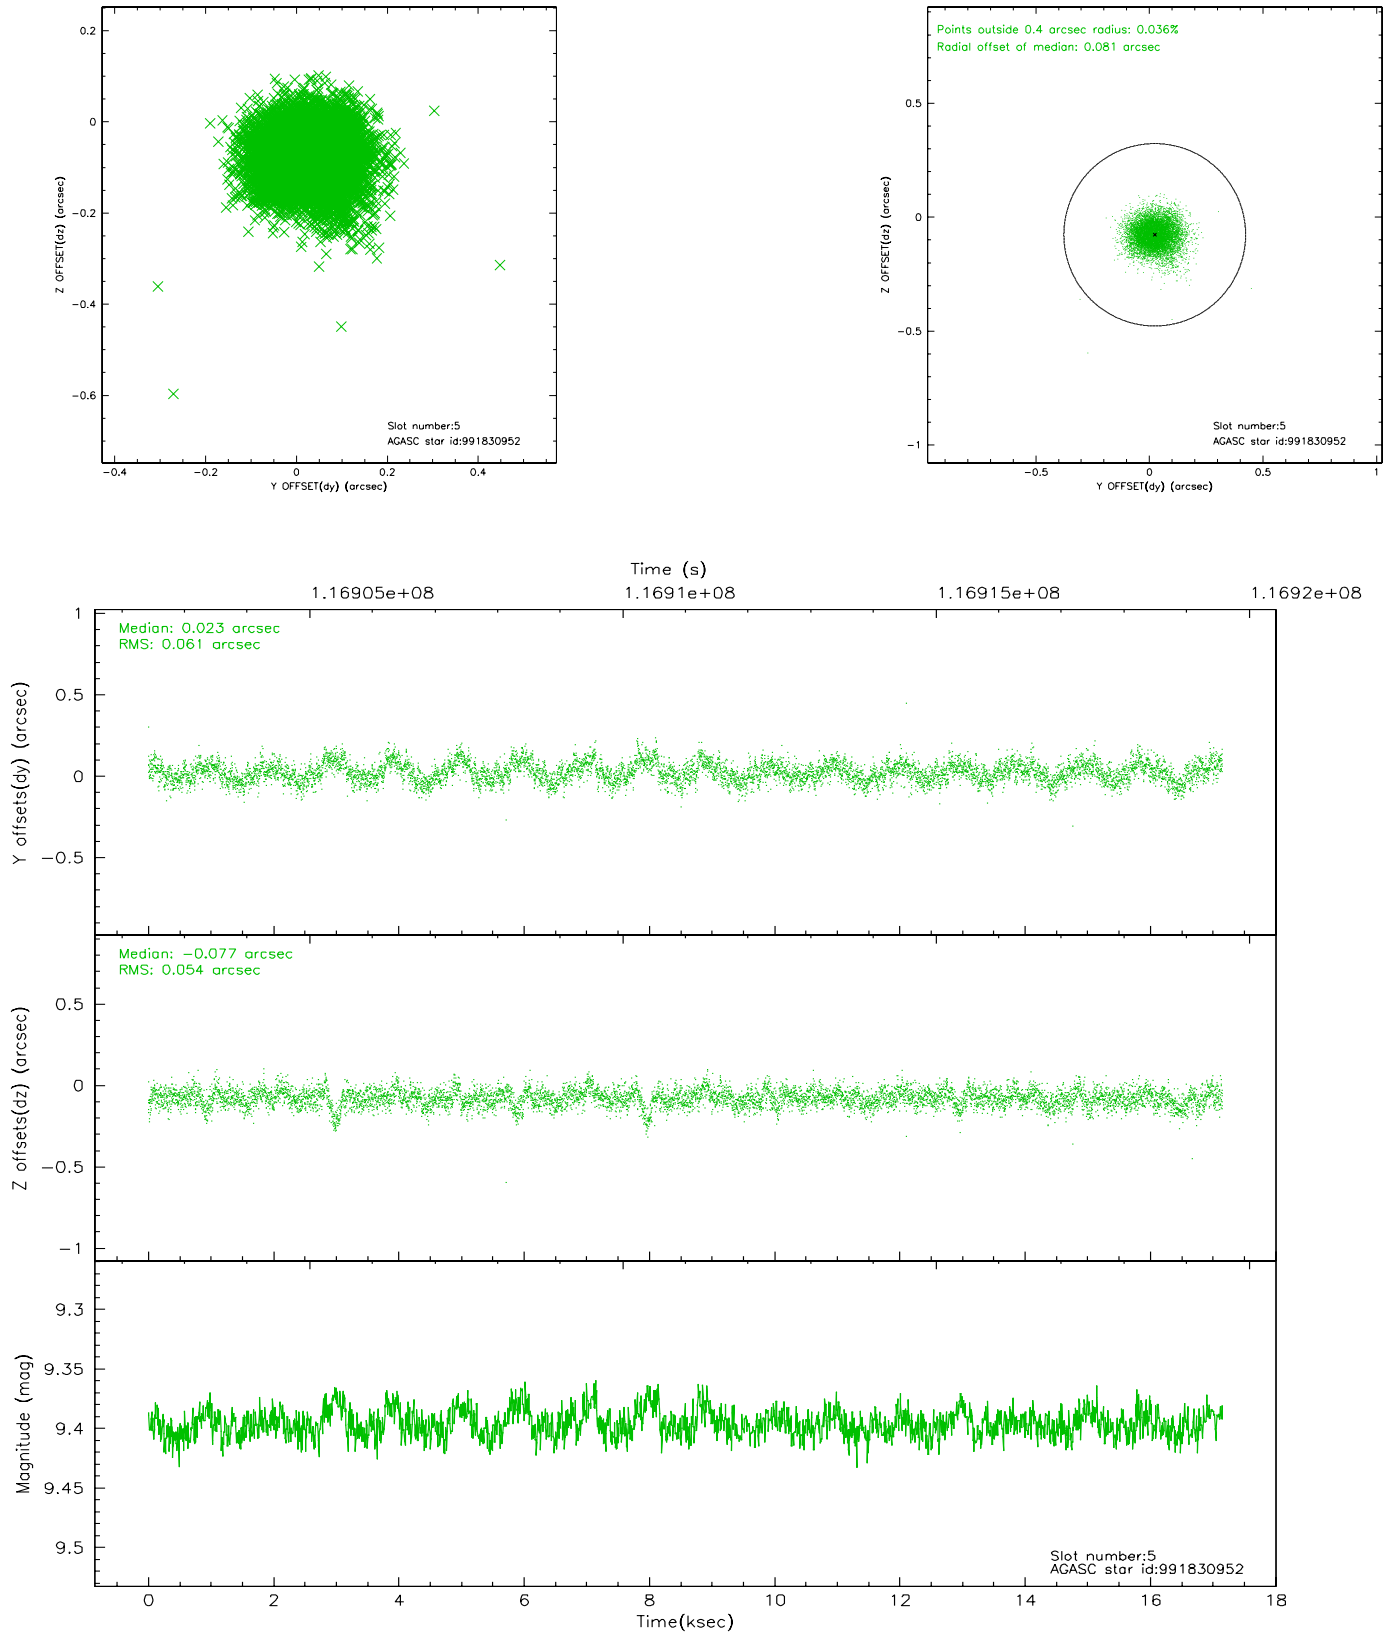 0.2
0
−0.2
−0.4
−0.6
Z OFFSET(dz) (arcsec)
Slot number:5
AGASC star id:991830952
−0.4
−0.2
0
0.2
0.4
Y OFFSET(dy) (arcsec)
Points outside 0.4 arcsec radius: 0.036%
Radial offset of median: 0.081 arcsec
0.5
0
−0.5
−1
Z OFFSET(dz) (arcsec)
Slot number:5
AGASC star id:991830952
−0.5
0
0.5
1
Y OFFSET(dy) (arcsec)
Time (s)
1.16905e+08
1.1691e+08
1.16915e+08
1.1692e+08
Median: 0.023 arcsec
RMS: 0.061 arcsec
1
0.5
0
−0.5
Y offsets(dy) (arcsec)
Median: −0.077 arcsec
RMS: 0.054 arcsec
0.5
0
−0.5
−1
Z offsets(dz) (arcsec)
9.3
9.35
9.4
9.45
9.5
Magnitude (mag)
Slot number:5
AGASC star id:991830952
0
2
4
6
8
10
12
14
16
18
Time(ksec)